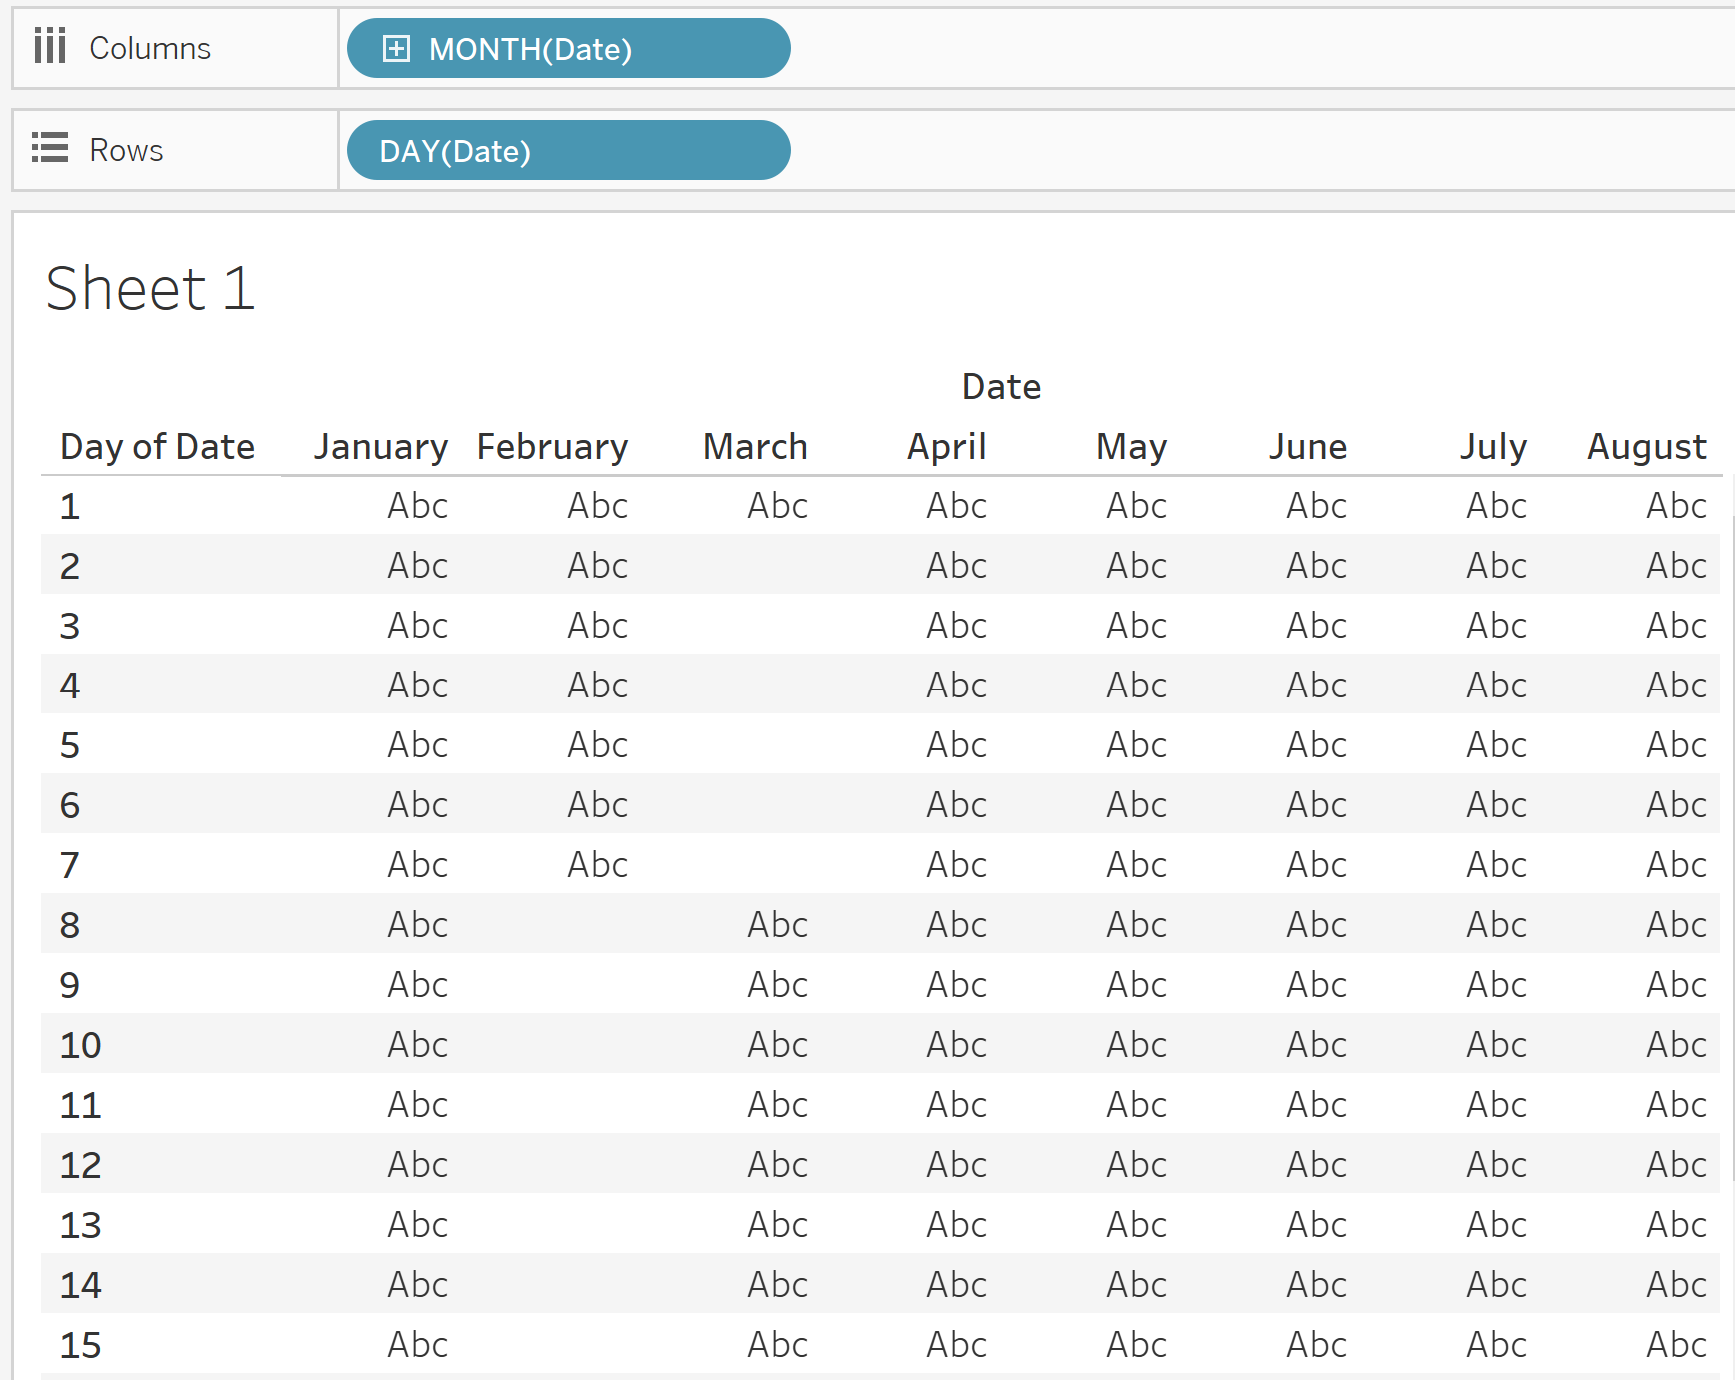 Columns MONTH(Date)
Rows DAY(Date)
Sheet 1
Date
Day of Date January February March April May June July August
1 Abc Abc Abc Abc Abc Abc Abc Abc
2 Abc Abc Abc Abc Abc Abc Abc
3 Abc Abc Abc Abc Abc Abc Abc
4 Abc Abc Abc Abc Abc Abc Abc
5 Abc Abc Abc Abc Abc Abc Abc
6 Abc Abc Abc Abc Abc Abc Abc
7 Abc Abc Abc Abc Abc Abc Abc
8 Abc Abc Abc Abc Abc Abc Abc
9 Abc Abc Abc Abc Abc Abc Abc
10 Abc Abc Abc Abc Abc Abc Abc
11 Abc Abc Abc Abc Abc Abc Abc
12 Abc Abc Abc Abc Abc Abc Abc
13 Abc Abc Abc Abc Abc Abc Abc
14 Abc Abc Abc Abc Abc Abc Abc
15 Abc Abc Abc Abc Abc Abc Abc